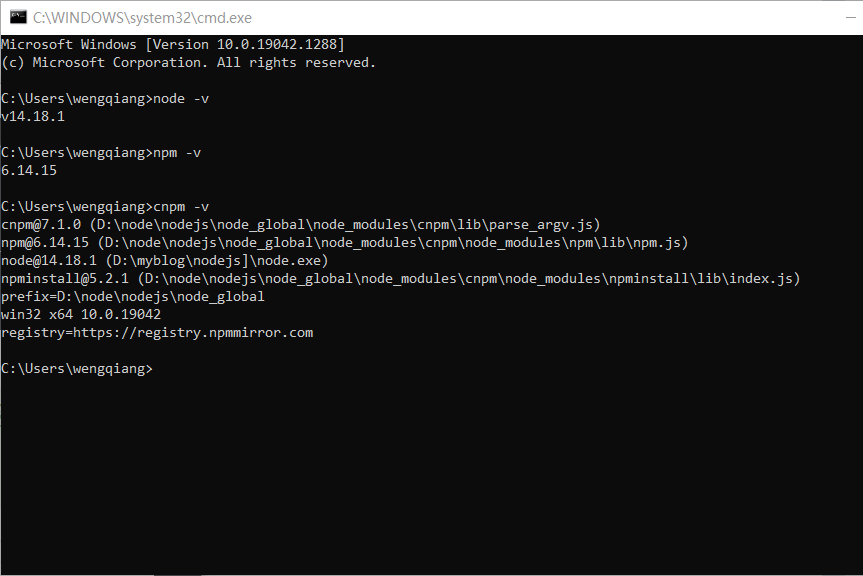 C:\WINDOWS\system32\cmd.exe
Microsoft Windows [Version 10.0.19042.1288]
(c) Microsoft Corporation. All rights reserved.
C:\Users\wengqiang>node -v
v14.18.1
C:\Users\wengqiang>npm -v
6.14.15
C:\Users\wengqiang>cnpm -v
cnpm@7.1.0 (D:\node\nodejs\node_global\node_modules\cnpm\lib\parse_argv.js)
npm@6.14.15 (D:\node\nodejs\node_global\node_modules\cnpm\node_modules\npm\lib\npm.js)
node@14.18.1 (D:\myblog\nodejs]\node.exe)
npminstall@5.2.1 (D:\node\nodejs\node_global\node_modules\cnpm\node_modules\npminstall\lib\index.js)
prefix=D:\node\nodejs\node_global
win32 x64 10.0.19042
registry=https://registry.npmmirror.com
C:\Users\wengqiang>